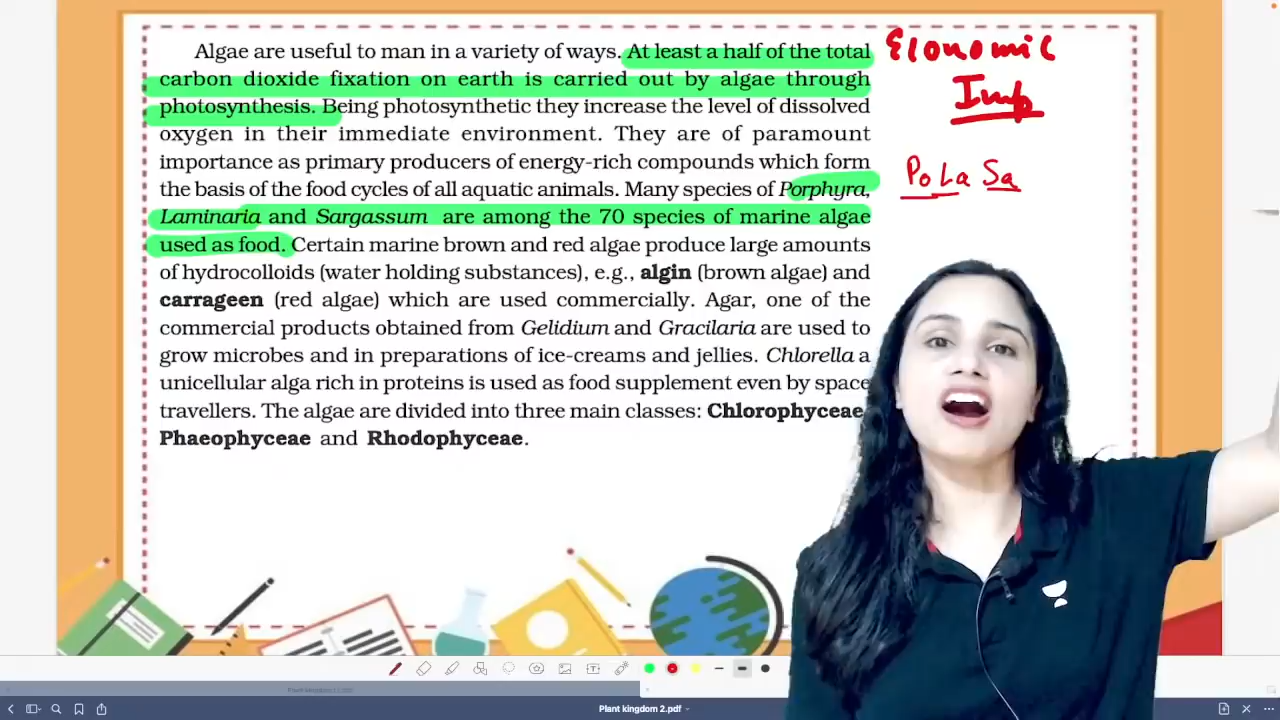 Algae are useful to man in a variety of ways. At least a half of the total
carbon dioxide fixation on earth is carried out by algae through
photosynthesis. Being photosynthetic they increase the level of dissolved
oxygen in their immediate environment. They are of paramount
importance as primary producers of energy-rich compounds which form
the basis of the food cycles of all aquatic animals. Many species of Porphyra,
Laminaria and Sargassum are among the 70 species of marine algae
used as food. Certain marine brown and red algae produce large amounts
of hydrocolloids (water holding substances), e.g., algin (brown algae) and
carrageen (red algae) which are used commercially. Agar, one of the
commercial products obtained from Gelidium and Gracilaria are used to
grow microbes and in preparations of ice-creams and jellies. Chlorella a
unicellular alga rich in proteins is used as food supplement even by space
travellers. The algae are divided into three main classes: Chlorophyceae,
Phaeophyceae and Rhodophyceae.
Economic
Imp
Po La Sa
Plant kingdom 2.pdf